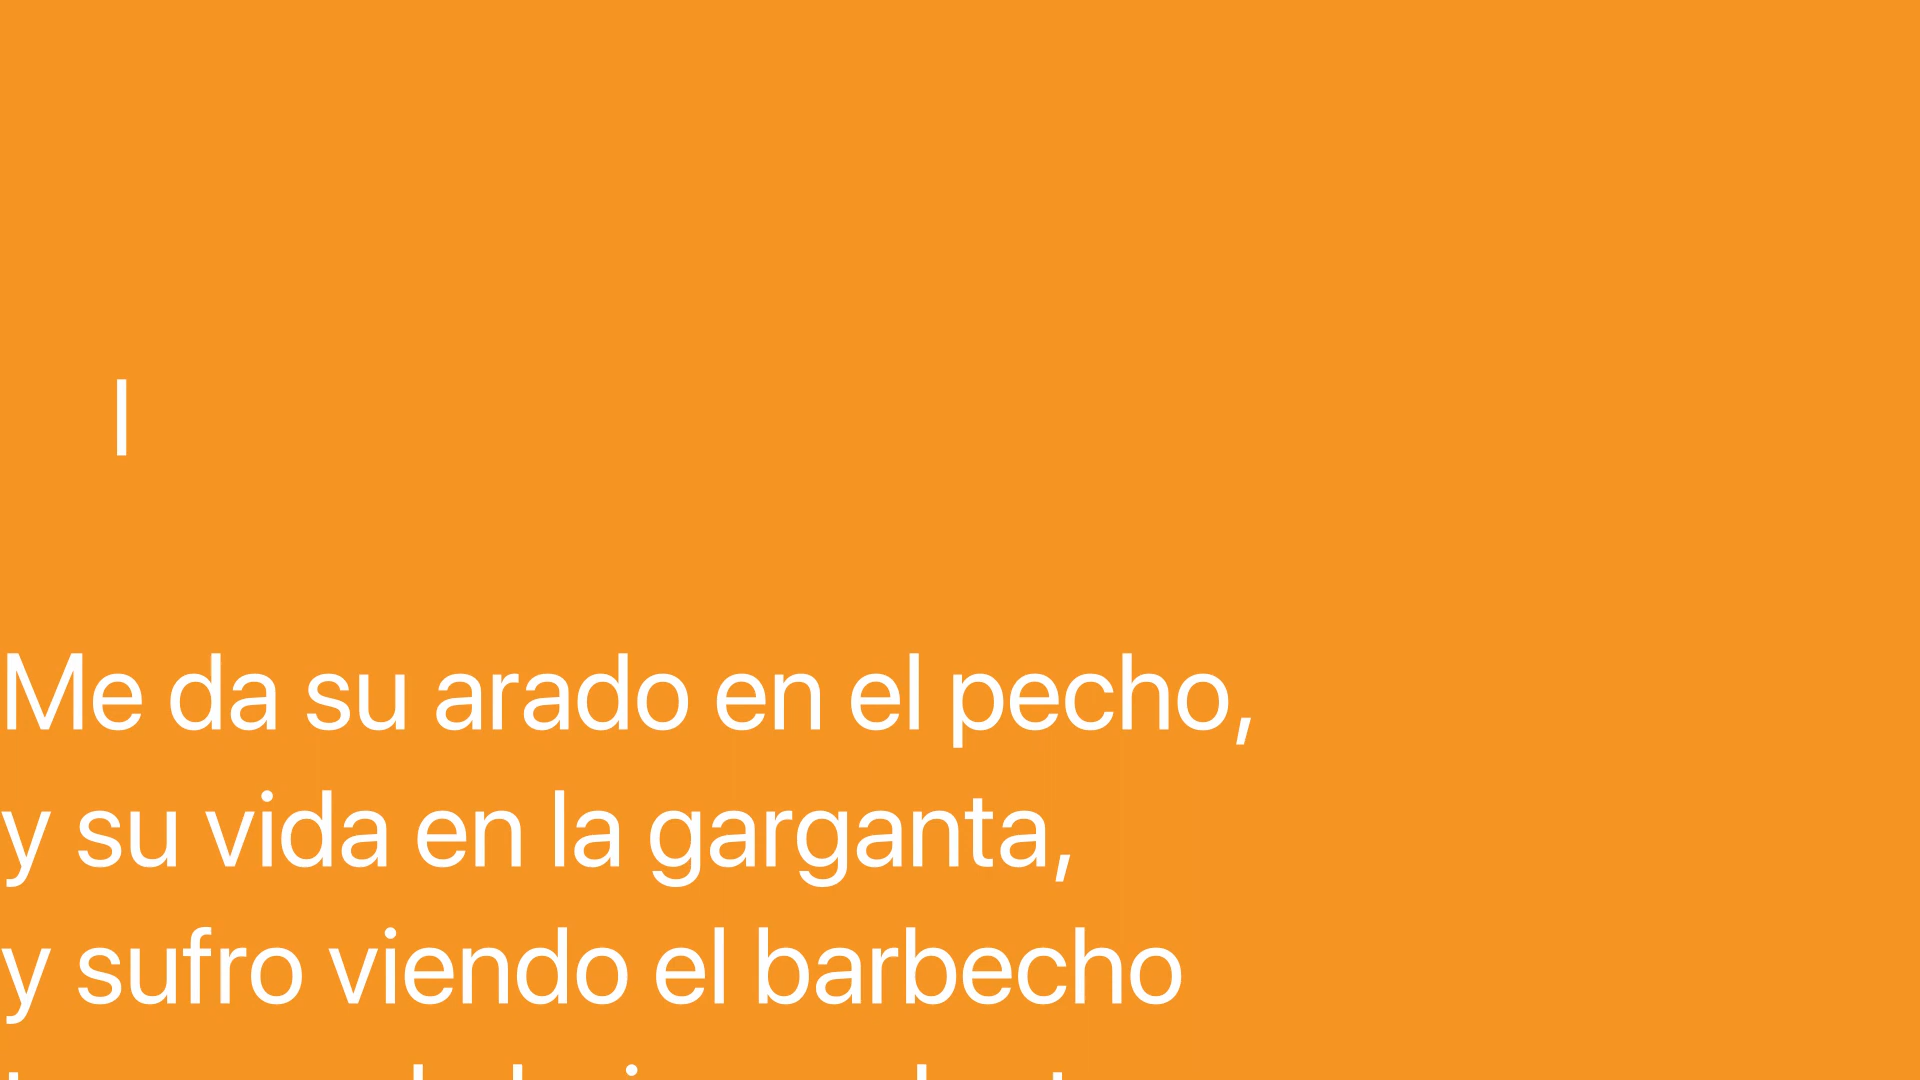 I
Me da su arado en el pecho,
y su vida en la garganta,
y sufro viendo el barbecho